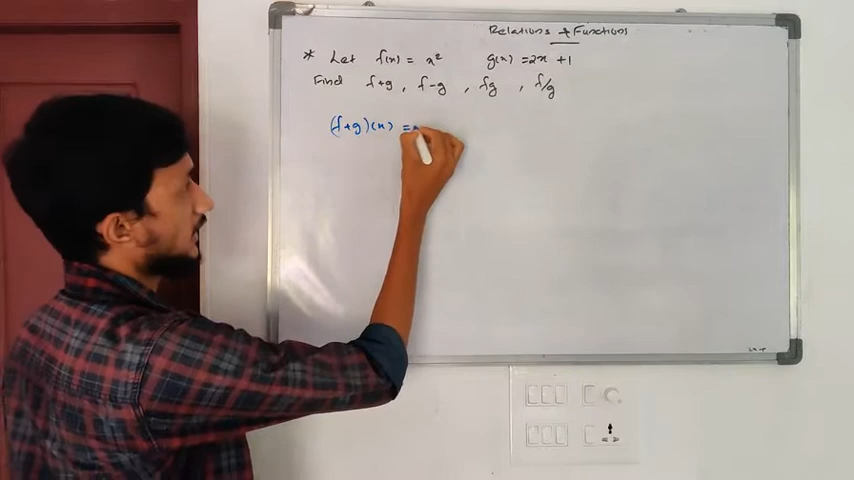 Relations & Functions
* Let f(x) = x² g(x) = 2x + 1
Find f+g , f-g , fg , f/g
(f+g)(x) =